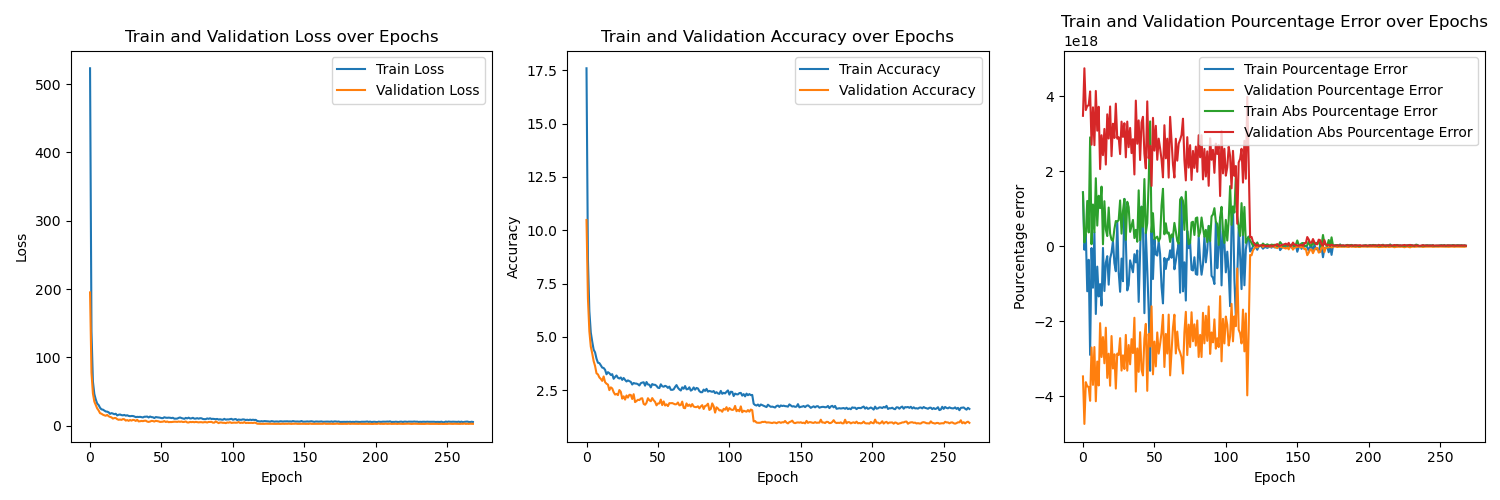 Train and Validation Loss over Epochs
Loss
500
400
300
200
100
0
0 50 100 150 200 250
Epoch
Train Loss
Validation Loss
Train and Validation Accuracy over Epochs
Accuracy
17.5
15.0
12.5
10.0
7.5
5.0
2.5
0 50 100 150 200 250
Epoch
Train Accuracy
Validation Accuracy
Train and Validation Pourcentage Error over Epochs
1e18
Pourcentage error
4
2
0
−2
−4
0 50 100 150 200 250
Epoch
Train Pourcentage Error
Validation Pourcentage Error
Train Abs Pourcentage Error
Validation Abs Pourcentage Error